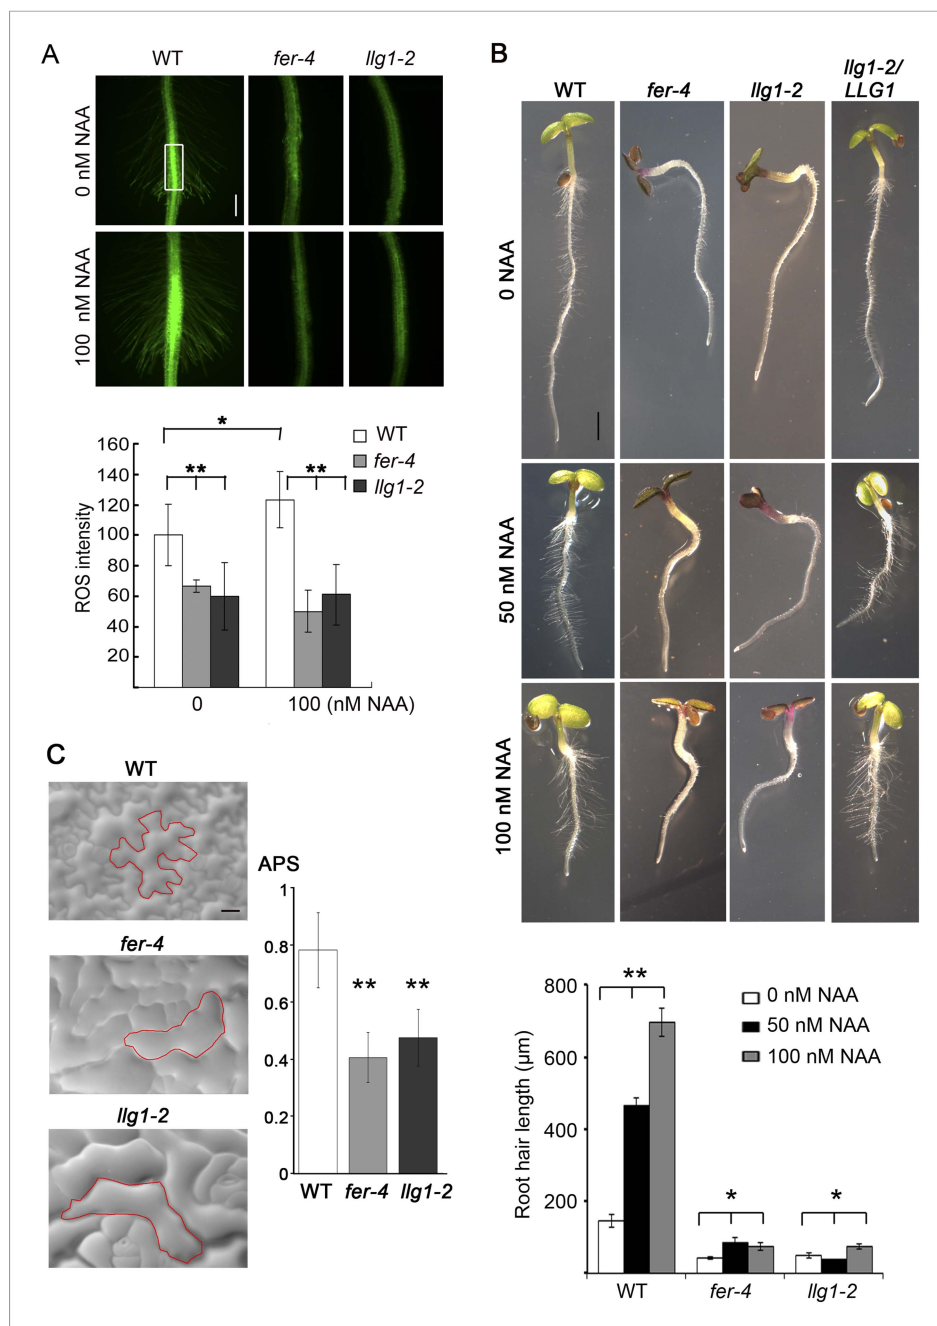 A
WT
fer-4
llg1-2
0 nM NAA
100 nM NAA
*
WT
fer-4
llg1-2
**
**
ROS intensity
160
140
120
100
80
60
40
20
0
100 (nM NAA)
B
WT
fer-4
llg1-2
llg1-2/
LLG1
0 NAA
50 nM NAA
100 nM NAA
800
600
400
200
0
Root hair length (μm)
**
*
*
0 nM NAA
50 nM NAA
100 nM NAA
WT
fer-4
llg1-2
C
WT
fer-4
llg1-2
APS
1
0.8
0.6
0.4
0.2
0
**
**
WT
fer-4
llg1-2